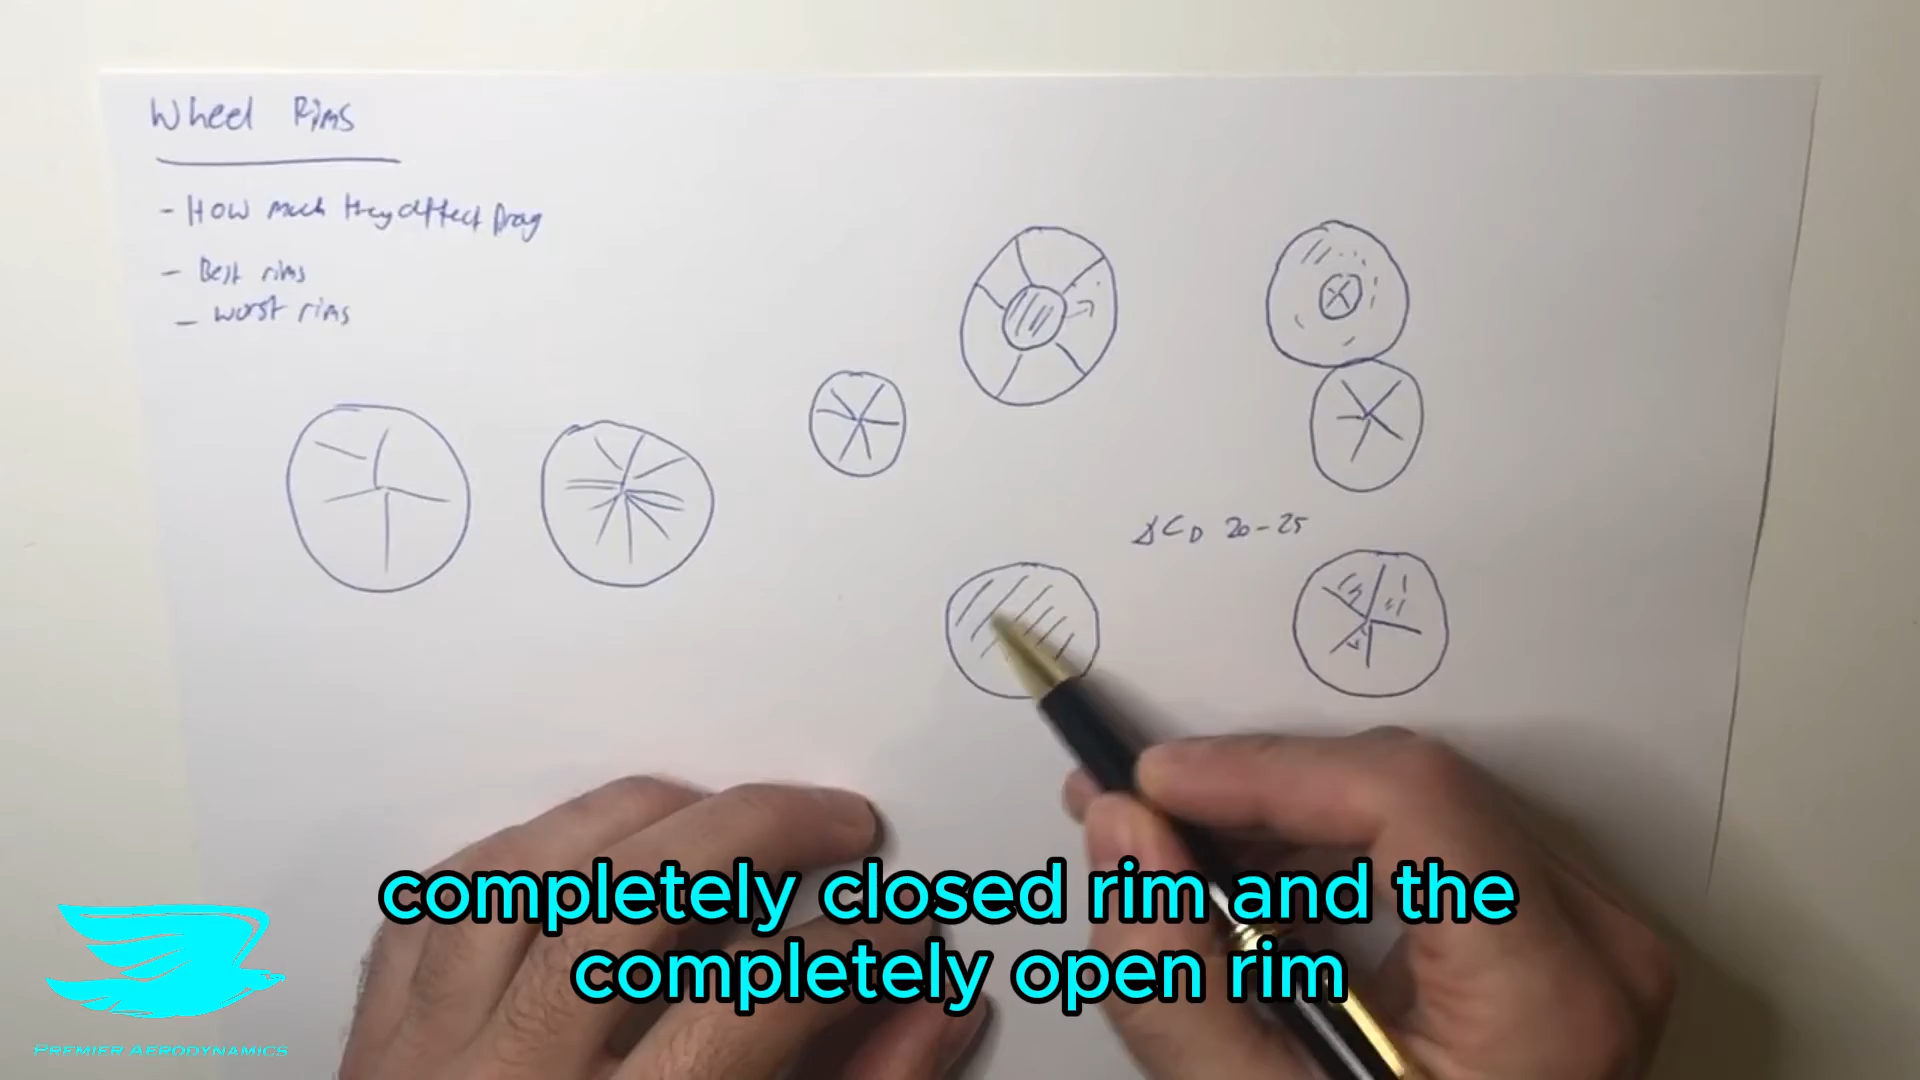 Wheel Rims
- How much they affect Drag
- Best rims
- worst rims
ΔCD 20-25
completely closed rim and the
completely open rim
PREMIER AERODYNAMICS